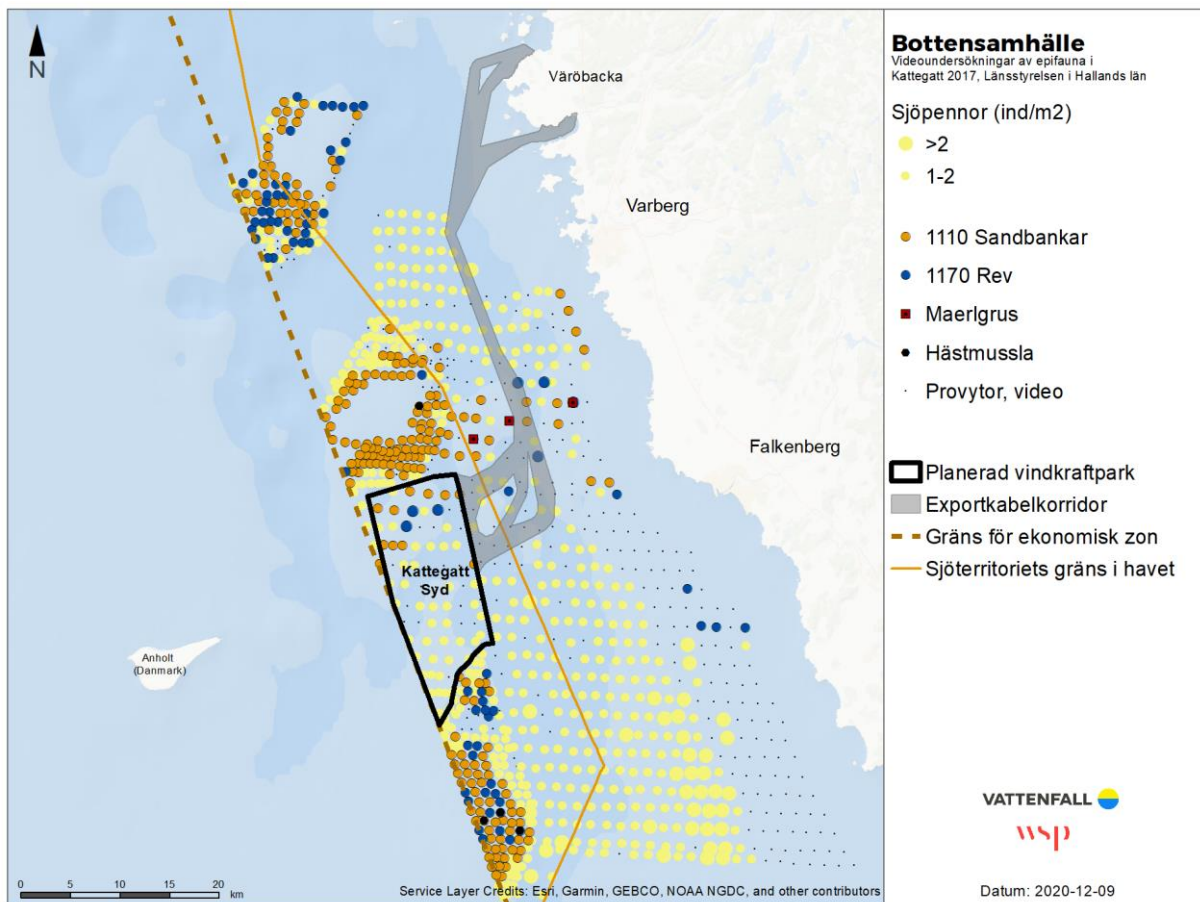 N
Väröbacka
Varberg
Falkenberg
Kattegatt
Syd
Anholt
(Danmark)
0 5 10 15 20
km
Service Layer Credits: Esri, Garmin, GEBCO, NOAA NGDC, and other contributors
Bottensamhälle
Videoundersökningar av epifauna i
Kattegatt 2017, Länsstyrelsen i Hallands län
Sjöpennor (ind/m2)
>2
1-2
1110 Sandbankar
1170 Rev
Maerlgrus
Hästmussla
Provytor, video
Planerad vindkraftpark
Exportkabelkorridor
Gräns för ekonomisk zon
Sjöterritoriets gräns i havet
VATTENFALL
wsp
Datum: 2020-12-09